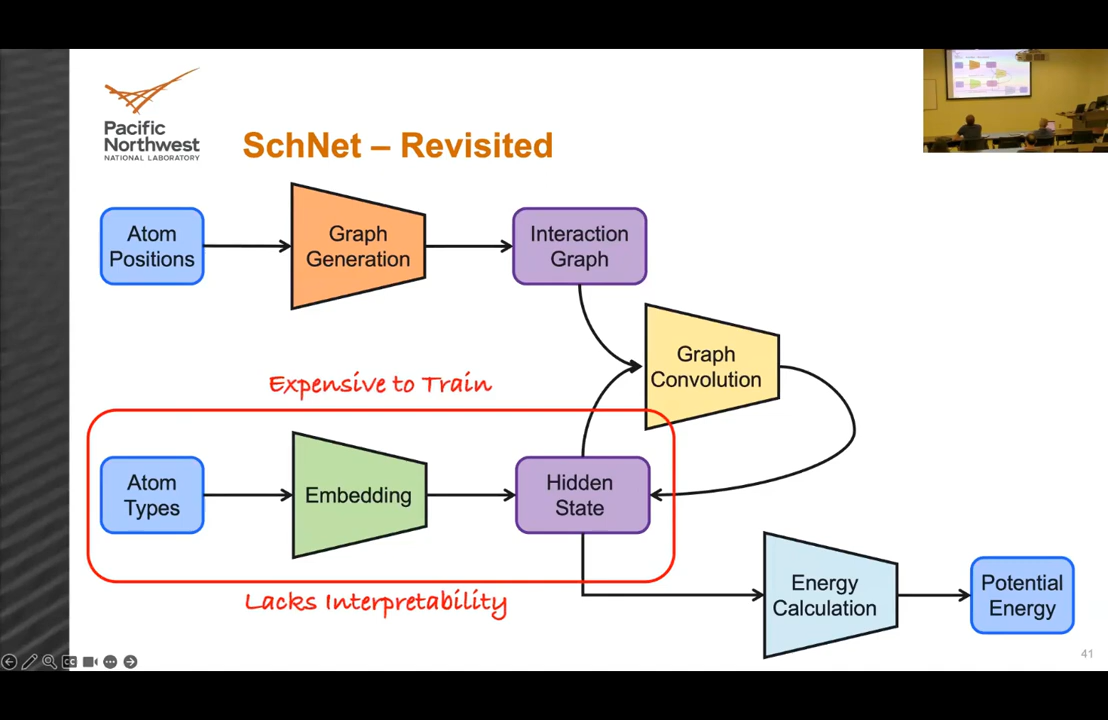 Pacific
Northwest
NATIONAL LABORATORY
SchNet – Revisited
Atom
Positions
Graph
Generation
Interaction
Graph
Graph
Convolution
Expensive to Train
Atom
Types
Embedding
Hidden
State
Lacks Interpretability
Energy
Calculation
Potential
Energy
41
CC